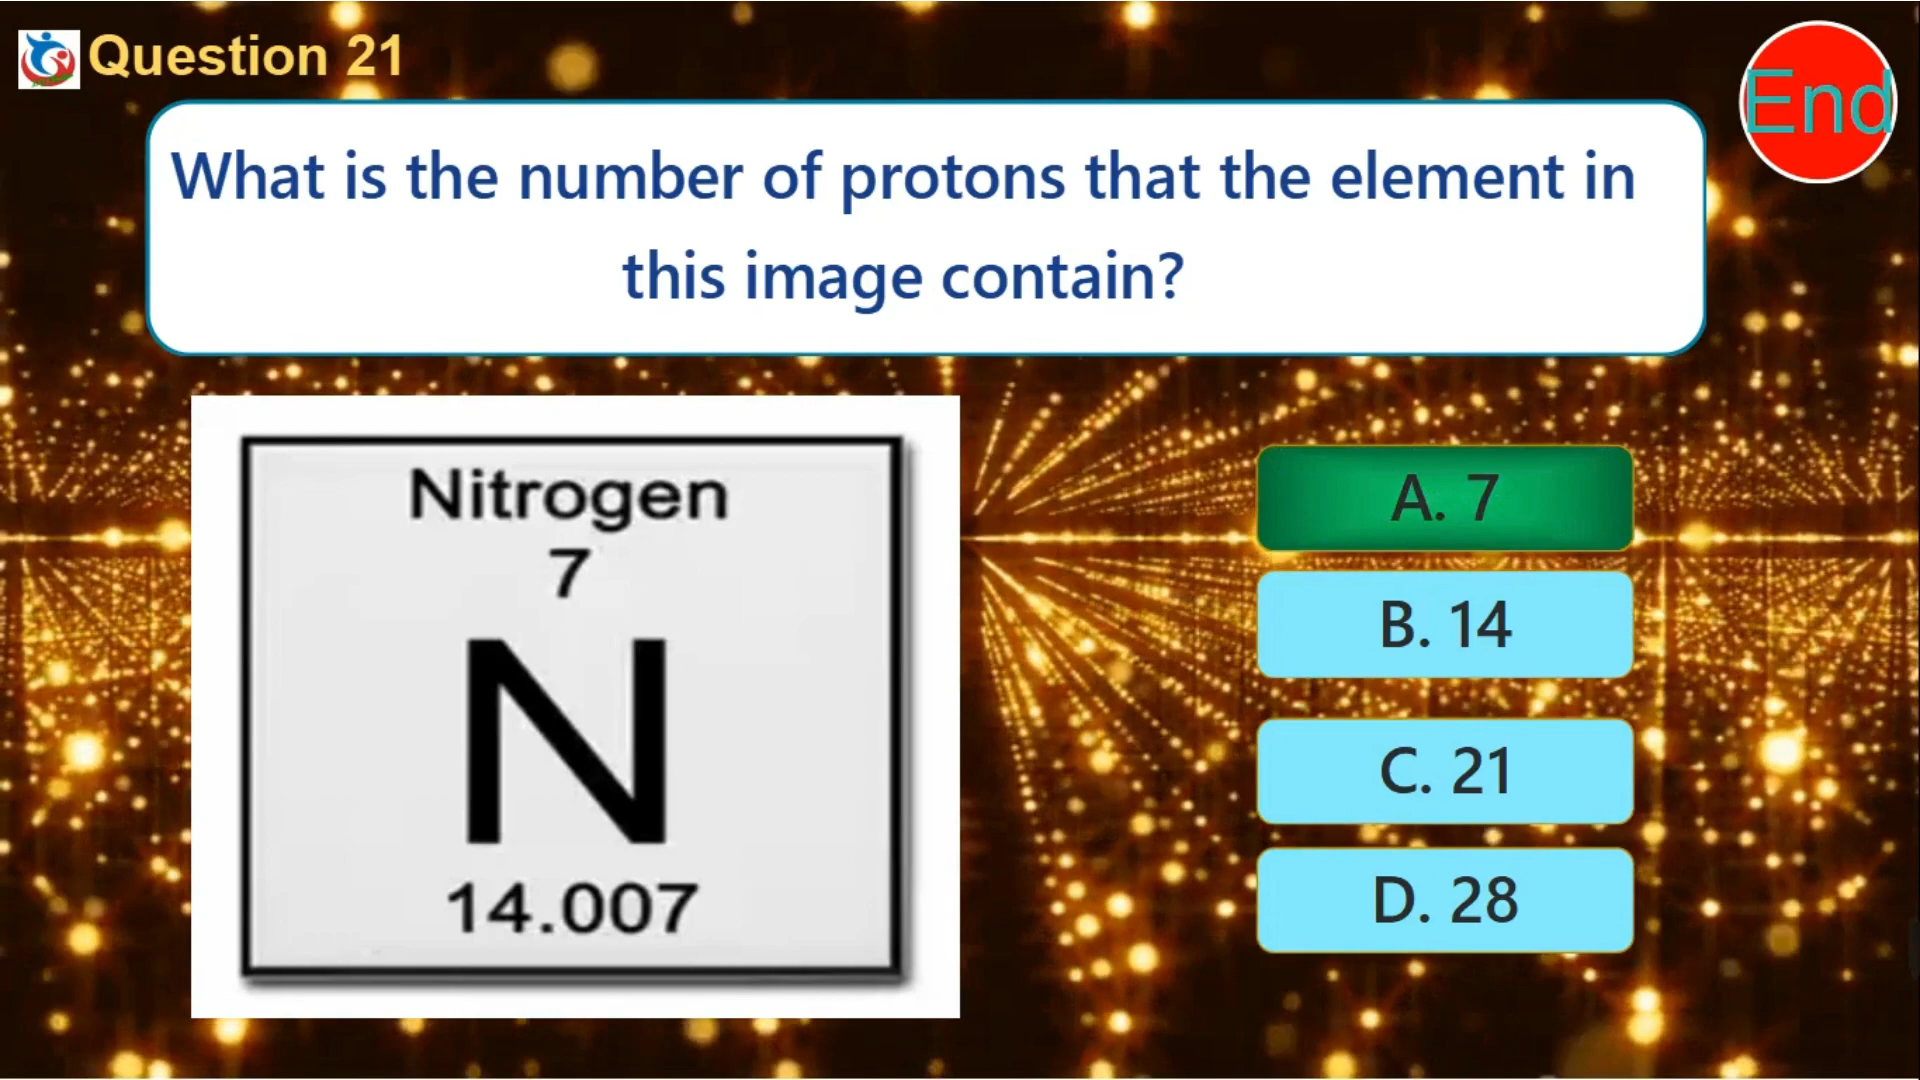 Question 21
End
What is the number of protons that the element in
this image contain?
Nitrogen
7
N
14.007
A. 7
B. 14
C. 21
D. 28